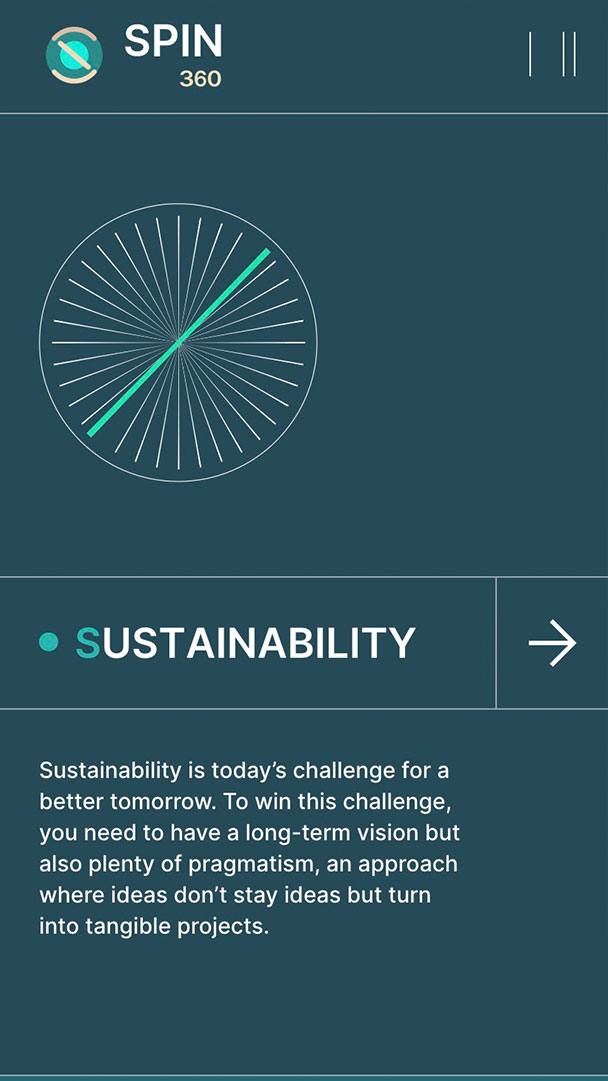 SPIN
360
SUSTAINABILITY
Sustainability is today’s challenge for a
better tomorrow. To win this challenge,
you need to have a long-term vision but
also plenty of pragmatism, an approach
where ideas don’t stay ideas but turn
into tangible projects.